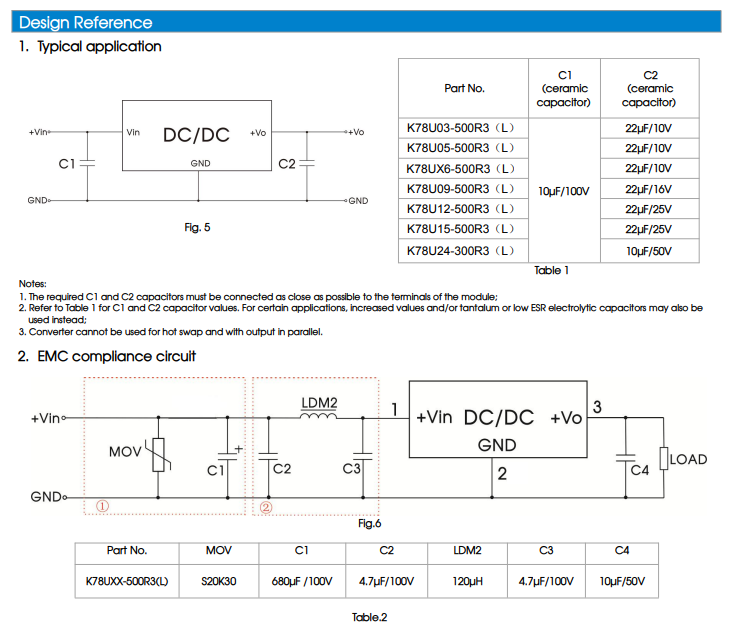 Design Reference
1. Typical application
+Vin
Vin
DC/DC
+Vo
+Vo
C1
GND
C2
GND
GND
Fig. 5
Part No.
C1
(ceramic
capacitor)
C2
(ceramic
capacitor)
K78U03-500R3（L）
22μF/10V
K78U05-500R3（L）
22μF/10V
K78UX6-500R3（L）
22μF/10V
K78U09-500R3（L）
10μF/100V
22μF/16V
K78U12-500R3（L）
22μF/25V
K78U15-500R3（L）
22μF/25V
K78U24-300R3（L）
10μF/50V
Table 1
Notes:
1. The required C1 and C2 capacitors must be connected as close as possible to the terminals of the module;
2. Refer to Table 1 for C1 and C2 capacitor values. For certain applications, increased values and/or tantalum or low ESR electrolytic capacitors may also be
used instead;
3. Converter cannot be used for hot swap and with output in parallel.
2. EMC compliance circuit
+Vin
LDM2
1
+Vin DC/DC +Vo
3
GND
2
MOV
C1
+
C2
C3
C4
LOAD
GND
①
②
Fig.6
Part No. MOV C1 C2 LDM2 C3 C4
K78UXX-500R3(L) S20K30 680μF /100V 4.7μF/100V 120μH 4.7μF/100V 10μF/50V
Table.2